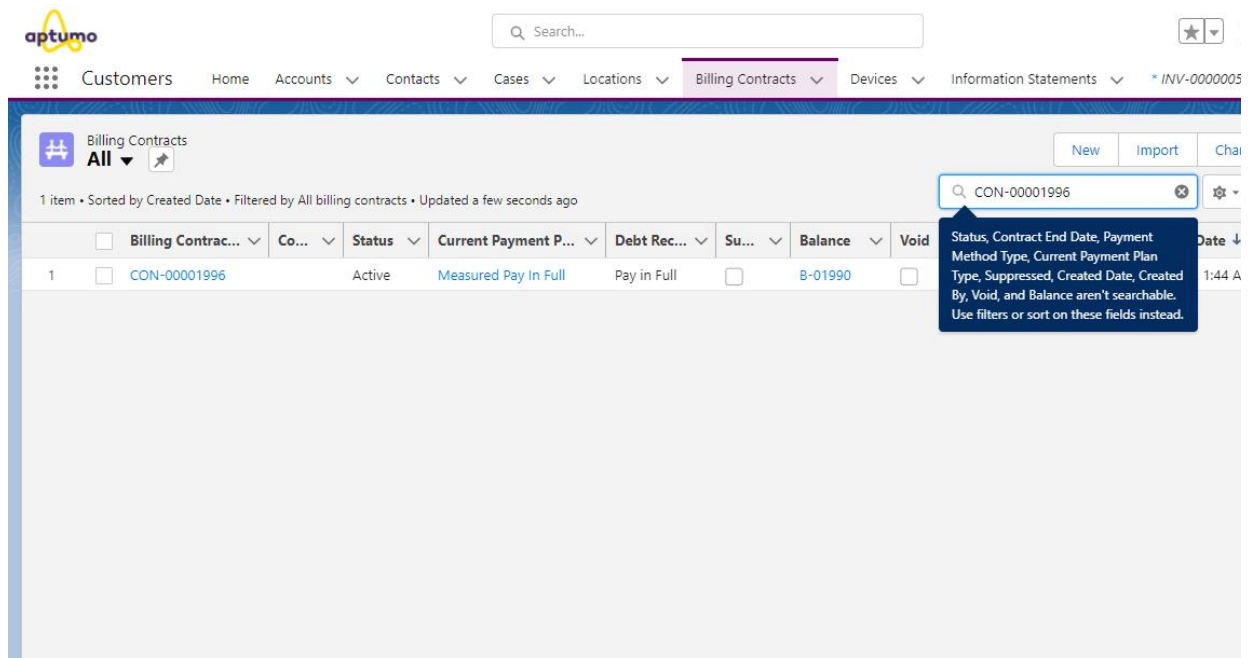 aptumo
Search...
Customers Home Accounts Contacts Cases Locations Billing Contracts Devices Information Statements * INV-0000005
Billing Contracts
All
New Import Cha
1 item • Sorted by Created Date • Filtered by All billing contracts • Updated a few seconds ago
CON-00001996
Billing Contrac... Co... Status Current Payment P... Debt Rec... Su... Balance Void Date
1 CON-00001996 Active Measured Pay In Full Pay in Full B-01990 1:44 A
Status, Contract End Date, Payment
Method Type, Current Payment Plan
Type, Suppressed, Created Date, Created
By, Void, and Balance aren't searchable.
Use filters or sort on these fields instead.